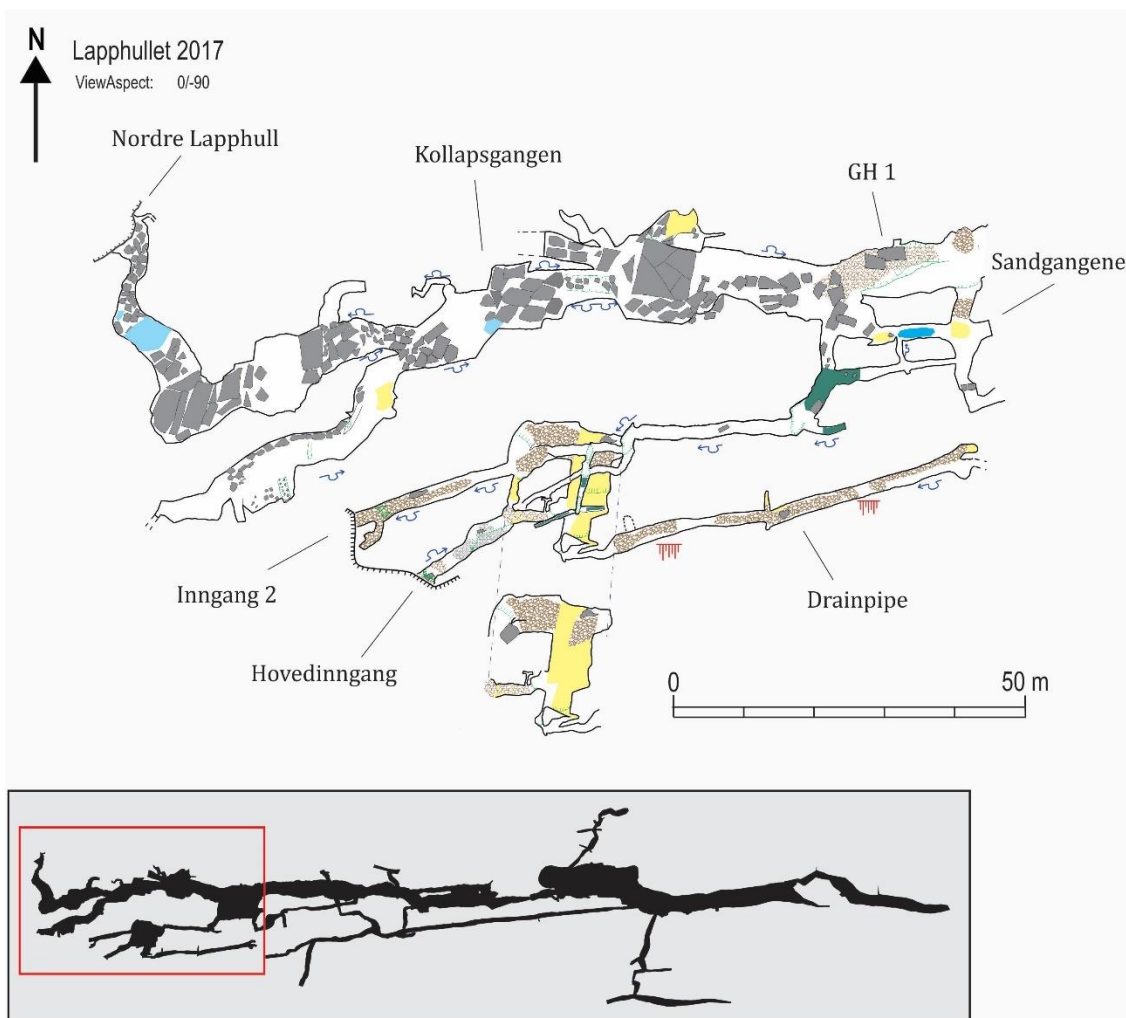 N
Lapphullet 2017
ViewAspect: 0/-90
Nordre Lapphull
Kollapsgangen
GH 1
Sandgangene
Inngang 2
Hovedinngang
Drainpipe
0 50 m